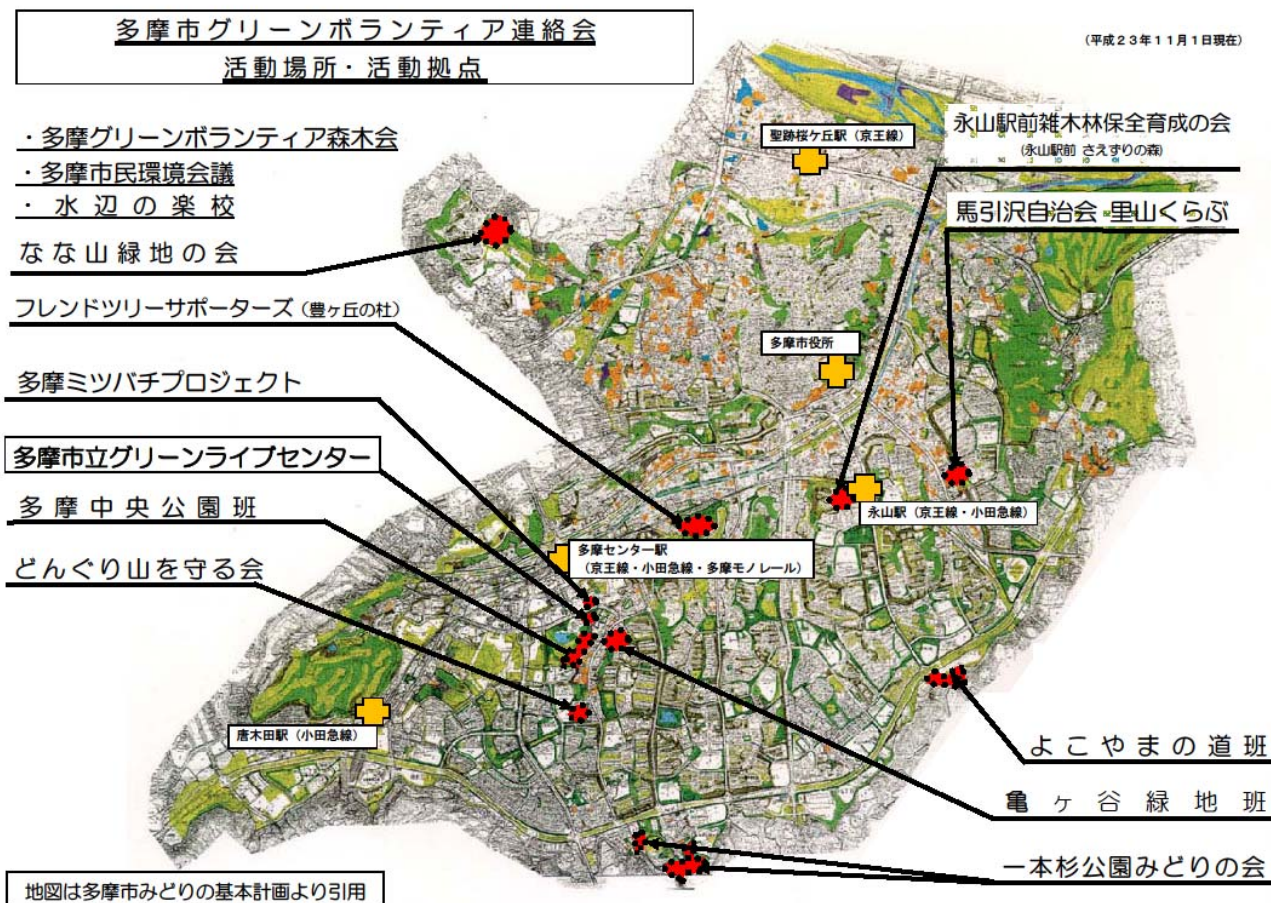 多摩市グリーンボランティア連絡会
活動場所・活動拠点
(平成23年11月1日現在)
・多摩グリーンボランティア森木会
・多摩市民環境会議
・水辺の楽校
なな山緑地の会
フレンドツリーサポーターズ(豊ヶ丘の杜)
多摩ミツバチプロジェクト
多摩市立グリーンライブセンター
多摩中央公園班
どんぐり山を守る会
聖跡桜ケ丘駅(京王線)
永山駅前雑木林保全育成の会
(永山駅前 さえずりの森)
馬引沢自治会 里山くらぶ
多摩市役所
永山駅(京王線・小田急線)
多摩センター駅
(京王線・小田急線・多摩モノレール)
唐木田駅(小田急線)
よこやまの道班
亀ヶ谷緑地班
一本杉公園みどりの会
地図は多摩市みどりの基本計画より引用